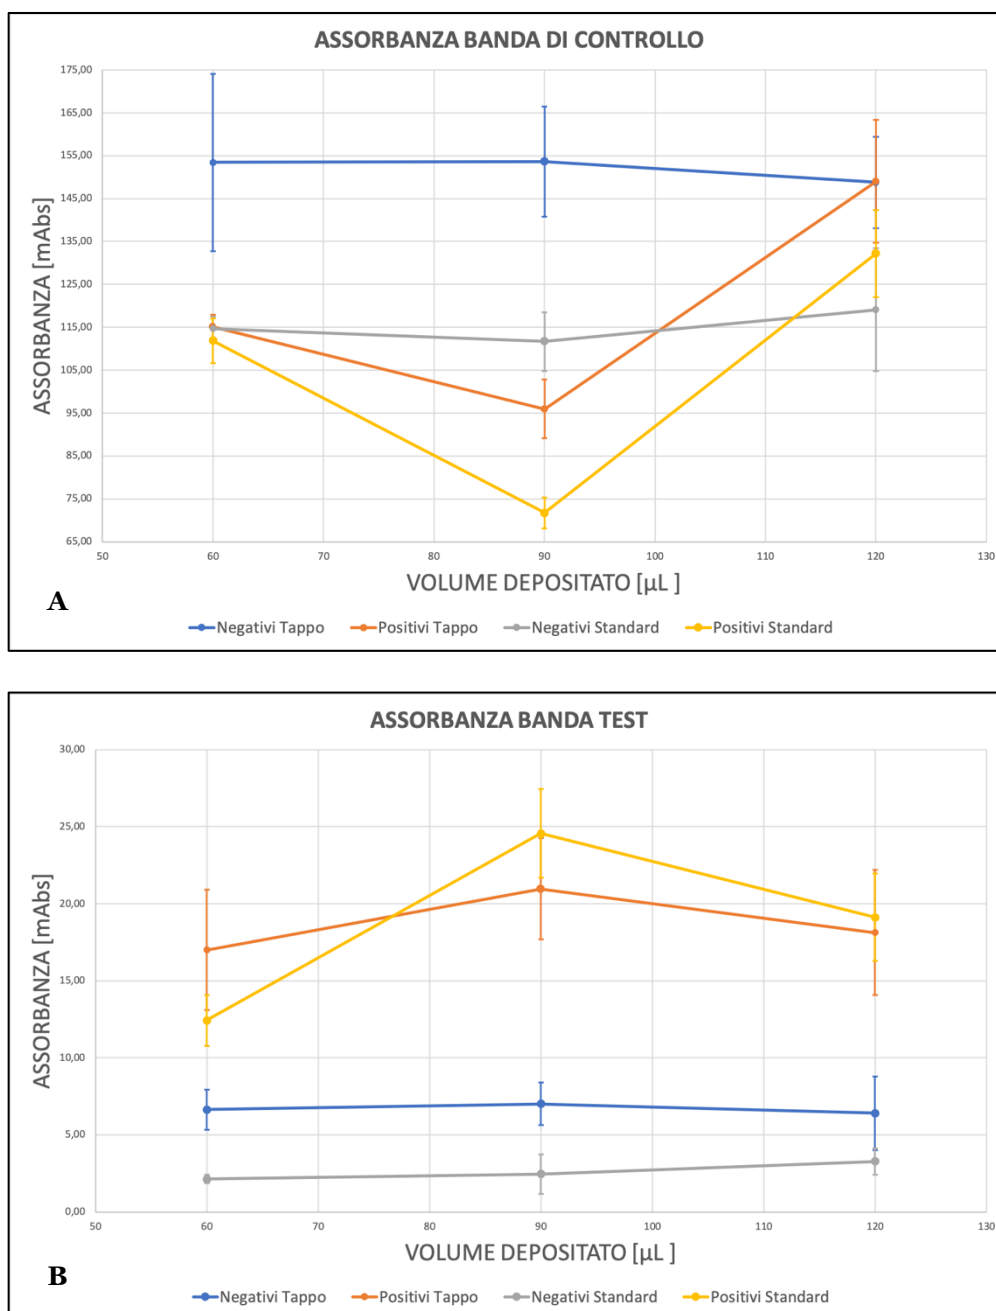 ASSORBANZA BANDA DI CONTROLLO
175,00
165,00
155,00
145,00
135,00
125,00
115,00
105,00
95,00
85,00
75,00
65,00
ASSORBANZA [mAbs]
50 60 70 80 90 100 110 120 130
VOLUME DEPOSITATO [µL ]
A
Negativi Tappo Positivi Tappo Negativi Standard Positivi Standard
ASSORBANZA BANDA TEST
30,00
25,00
20,00
15,00
10,00
5,00
0,00
ASSORBANZA [mAbs]
50 60 70 80 90 100 110 120 130
VOLUME DEPOSITATO [µL ]
B
Negativi Tappo Positivi Tappo Negativi Standard Positivi Standard